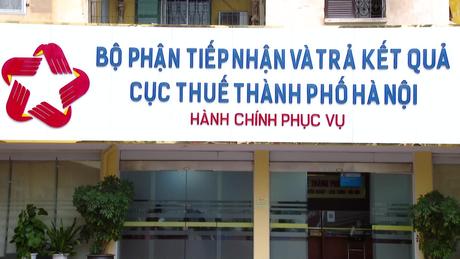 BỘ PHẬN TIẾP NHẬN VÀ TRẢ KẾT QUẢ
CỤC THUẾ THÀNH PHỐ HÀ NỘI
HÀNH CHÍNH PHỤC VỤ